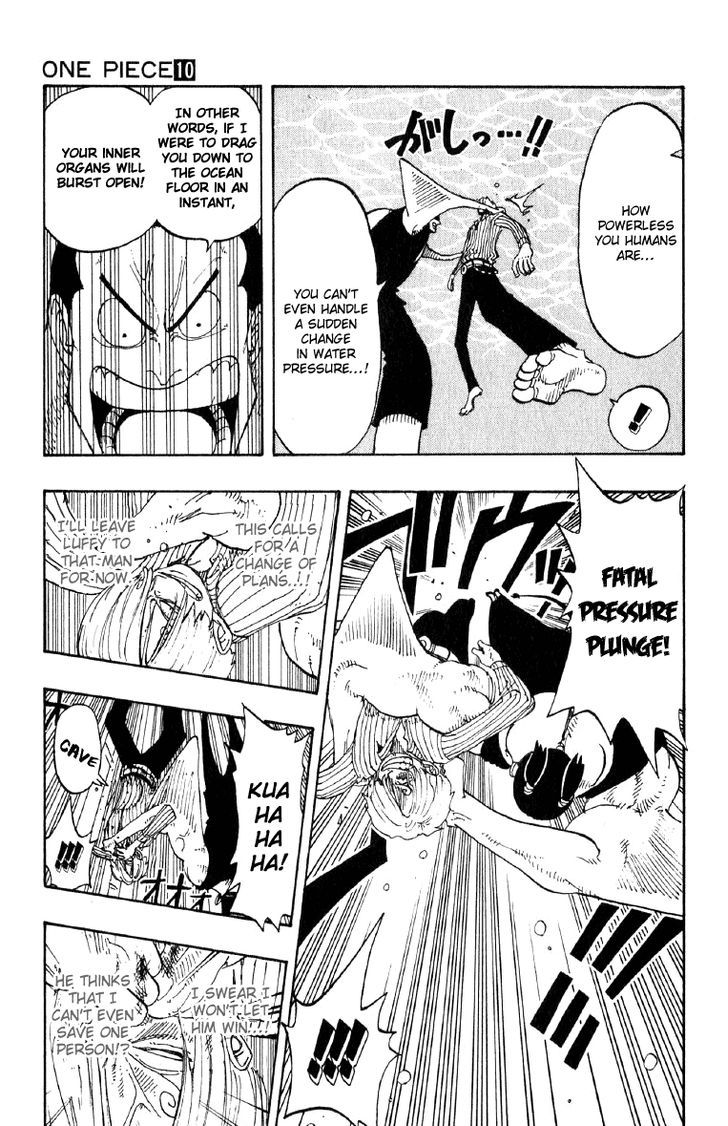 ONE PIECE 10
HOW
POWERLESS
YOU HUMANS
ARE...
がしっ…!!
YOU CAN'T
EVEN HANDLE
A SUDDEN
CHANGE
IN WATER
PRESSURE...!
!
IN OTHER
WORDS, IF I
WERE TO DRAG
YOU DOWN TO
THE OCEAN
FLOOR IN AN
INSTANT,
YOUR INNER
ORGANS WILL
BURST OPEN!
FATAL
PRESSURE
PLUNGE!
!!!
!!!
THIS CALLS
FOR A
CHANGE OF
PLANS...!
I'LL LEAVE
LUFFY TO
THAT MAN
FOR NOW.
KUA
HA
HA
HA!
CAVE
!!!
オオオ
I SWEAR I
WON'T LET
HIM WIN...!
HE THINKS
THAT I
CAN'T EVEN
SAVE ONE
PERSON!?